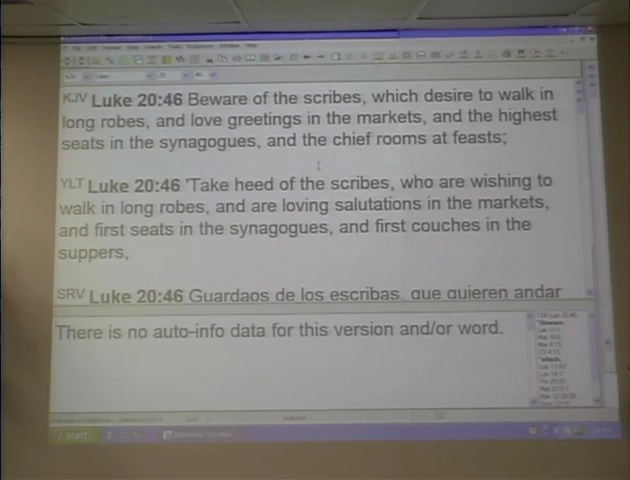 KJV Luke 20:46 Beware of the scribes, which desire to walk in
long robes, and love greetings in the markets, and the highest
seats in the synagogues, and the chief rooms at feasts;
YLT Luke 20:46 'Take heed of the scribes, who are wishing to
walk in long robes, and are loving salutations in the markets,
and first seats in the synagogues, and first couches in the
suppers,
SRV Luke 20:46 Guardaos de los escribas, que quieren andar
There is no auto-info data for this version and/or word.
start